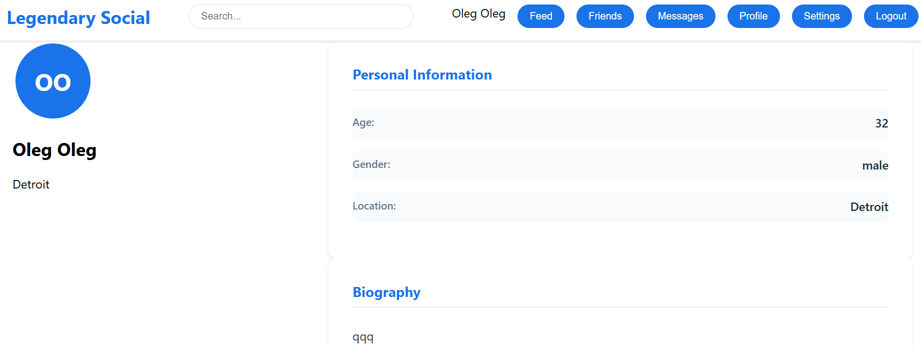 Legendary Social
Search...
Oleg Oleg
Feed
Friends
Messages
Profile
Settings
Logout
OO
Oleg Oleg
Detroit
Personal Information
Age: 32
Gender: male
Location: Detroit
Biography
qqq